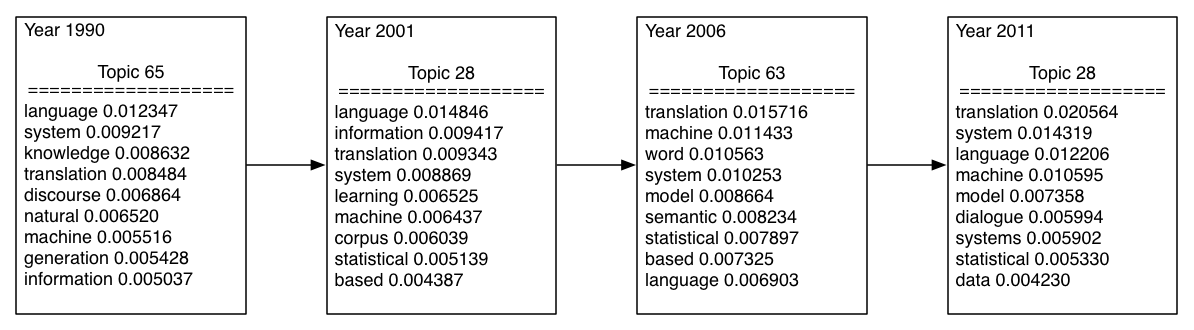 Year 1990
Topic 65
===================
language 0.012347
system 0.009217
knowledge 0.008632
translation 0.008484
discourse 0.006864
natural 0.006520
machine 0.005516
generation 0.005428
information 0.005037
Year 2001
Topic 28
===================
language 0.014846
information 0.009417
translation 0.009343
system 0.008869
learning 0.006525
machine 0.006437
corpus 0.006039
statistical 0.005139
based 0.004387
Year 2006
Topic 63
===================
translation 0.015716
machine 0.011433
word 0.010563
system 0.010253
model 0.008664
semantic 0.008234
statistical 0.007897
based 0.007325
language 0.006903
Year 2011
Topic 28
===================
translation 0.020564
system 0.014319
language 0.012206
machine 0.010595
model 0.007358
dialogue 0.005994
systems 0.005902
statistical 0.005330
data 0.004230